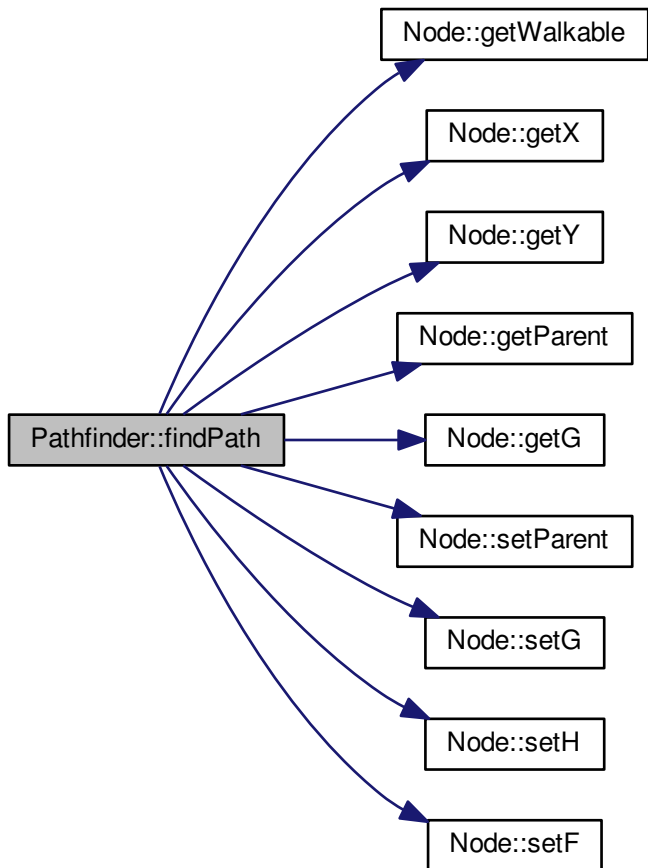 Node::getWalkable
Node::getX
Node::getY
Node::getParent
Pathfinder::findPath
Node::getG
Node::setParent
Node::setG
Node::setH
Node::setF